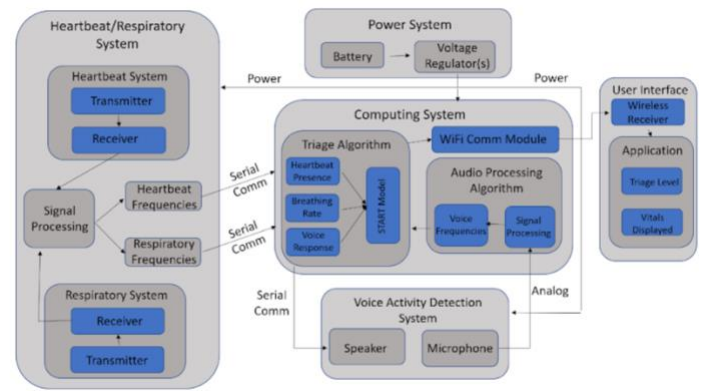 Heartbeat/Respiratory
System
Heartbeat System
Transmitter
Receiver
Signal
Processing
Heartbeat
Frequencies
Respiratory
Frequencies
Respiratory System
Receiver
Transmitter
Serial
Comm
Serial
Comm
Power System
Battery
Voltage
Regulator(s)
Power
Power
Computing System
Triage Algorithm
Heartbeat
Presence
Breathing
Rate
Voice
Response
START Model
WiFi Comm Module
Audio Processing
Algorithm
Voice
Frequencies
Signal
Processing
Serial
Comm
Analog
Voice Activity Detection
System
Speaker
Microphone
User Interface
Wireless
Receiver
Application
Triage Level
Vitals
Displayed